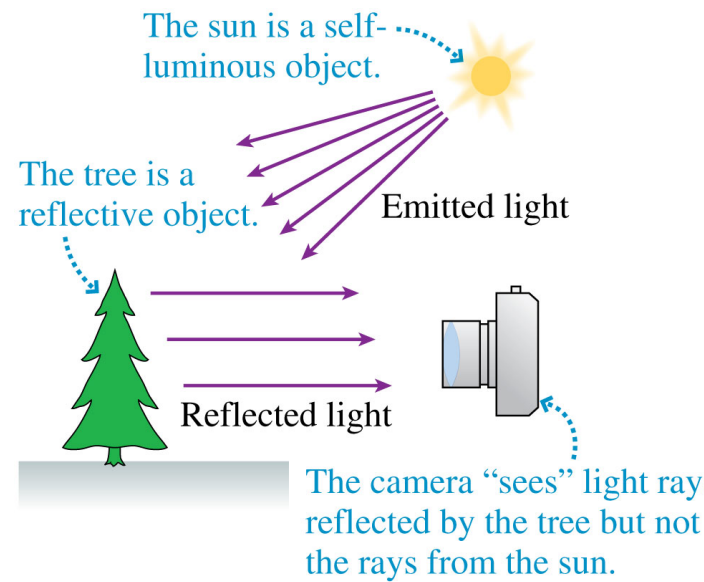 The sun is a self-
luminous object.
The tree is a
reflective object.
Emitted light
Reflected light
The camera “sees” light ray
reflected by the tree but not
the rays from the sun.